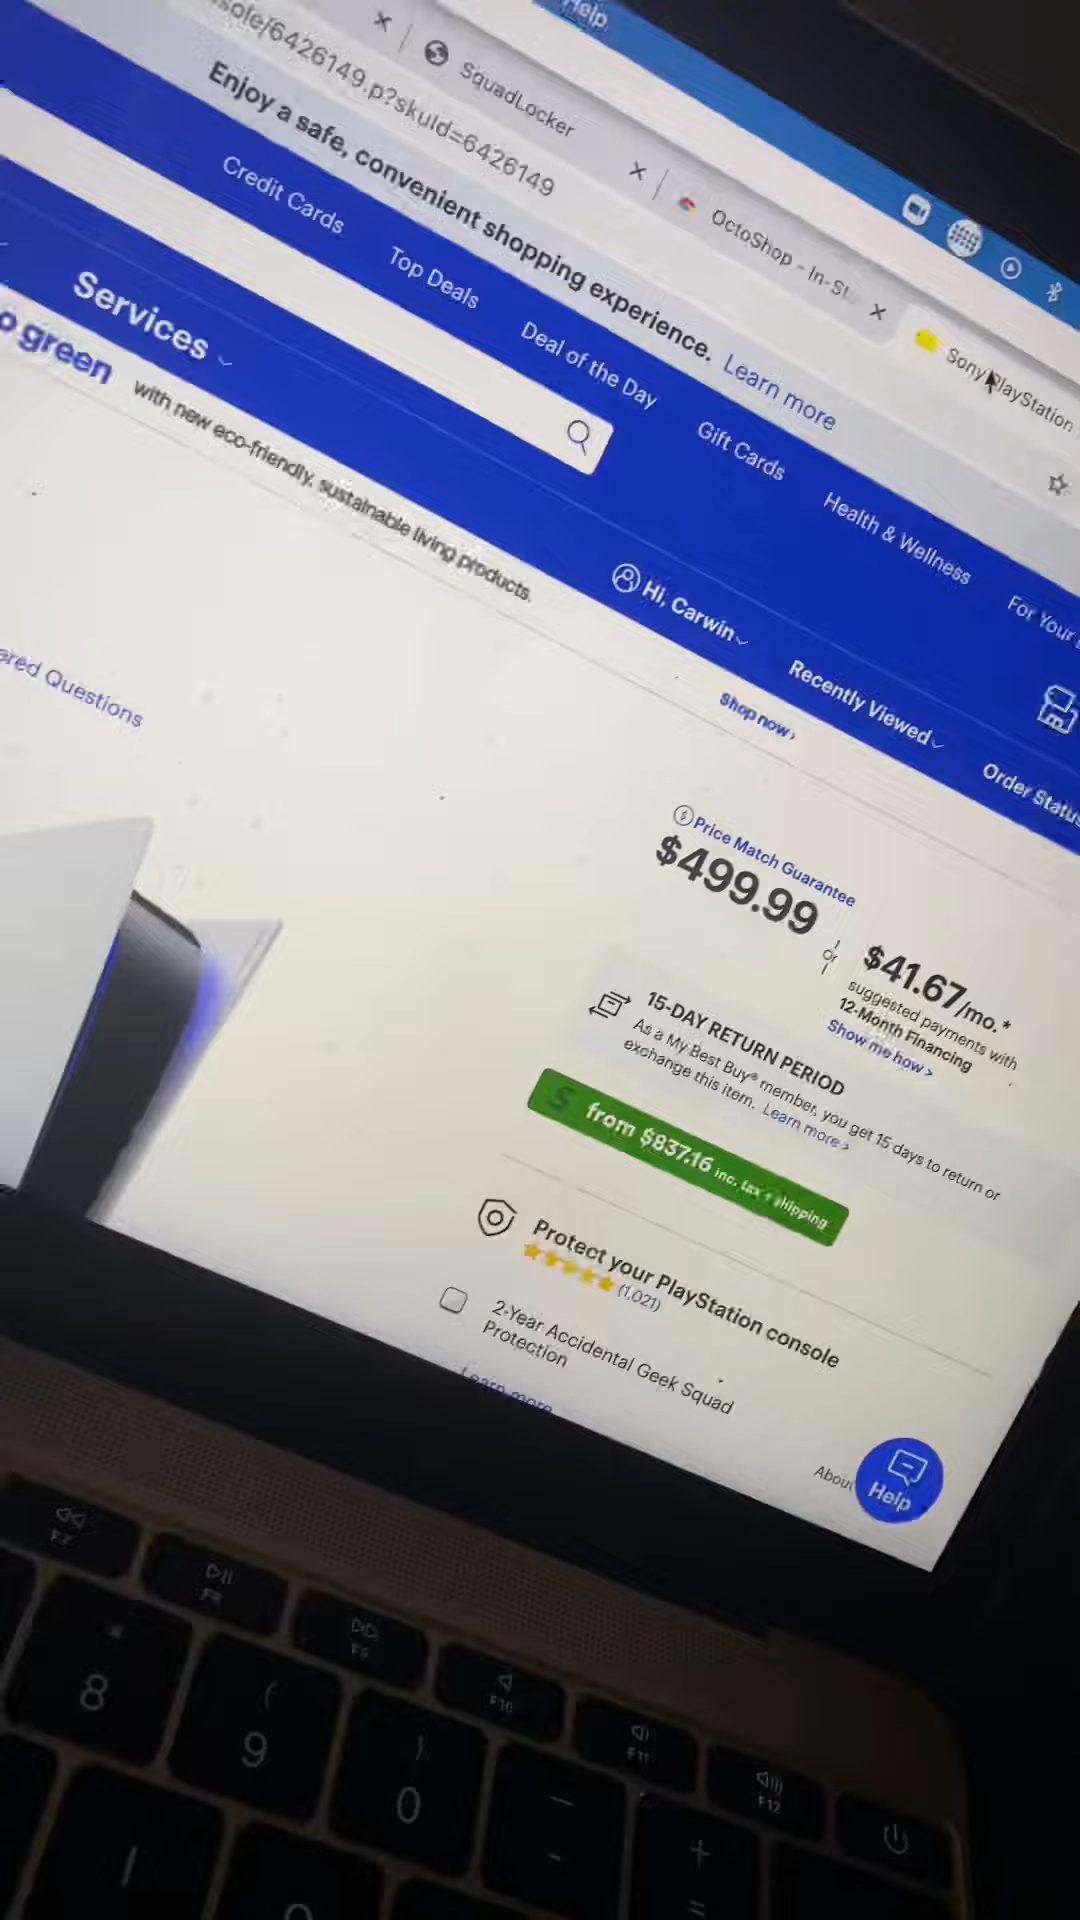 Help
SquadLocker
OctoShop - In-St
Sony PlayStation
sole/6426149.p?skuId=6426149
Enjoy a safe, convenient shopping experience. Learn more
Credit Cards
Top Deals
Deal of the Day
Gift Cards
Health & Wellness
For Your
Services
Hi, Carwin
Recently Viewed
Order Status
o green with new eco-friendly, sustainable living products.
Shop now ›
ered Questions
Price Match Guarantee
$499.99
or
$41.67/mo.*
suggested payments with
12-Month Financing
Show me how >
15-DAY RETURN PERIOD
As a My Best Buy® member, you get 15 days to return or
exchange this item. Learn more >
S from $837.16 inc. tax + shipping
Protect your PlayStation console
(1,021)
2-Year Accidental Geek Squad
Protection
Learn more
About
Help
F7
F8
F9
F10
F11
F12
* 8
( 9
) 0
_ -
+ =